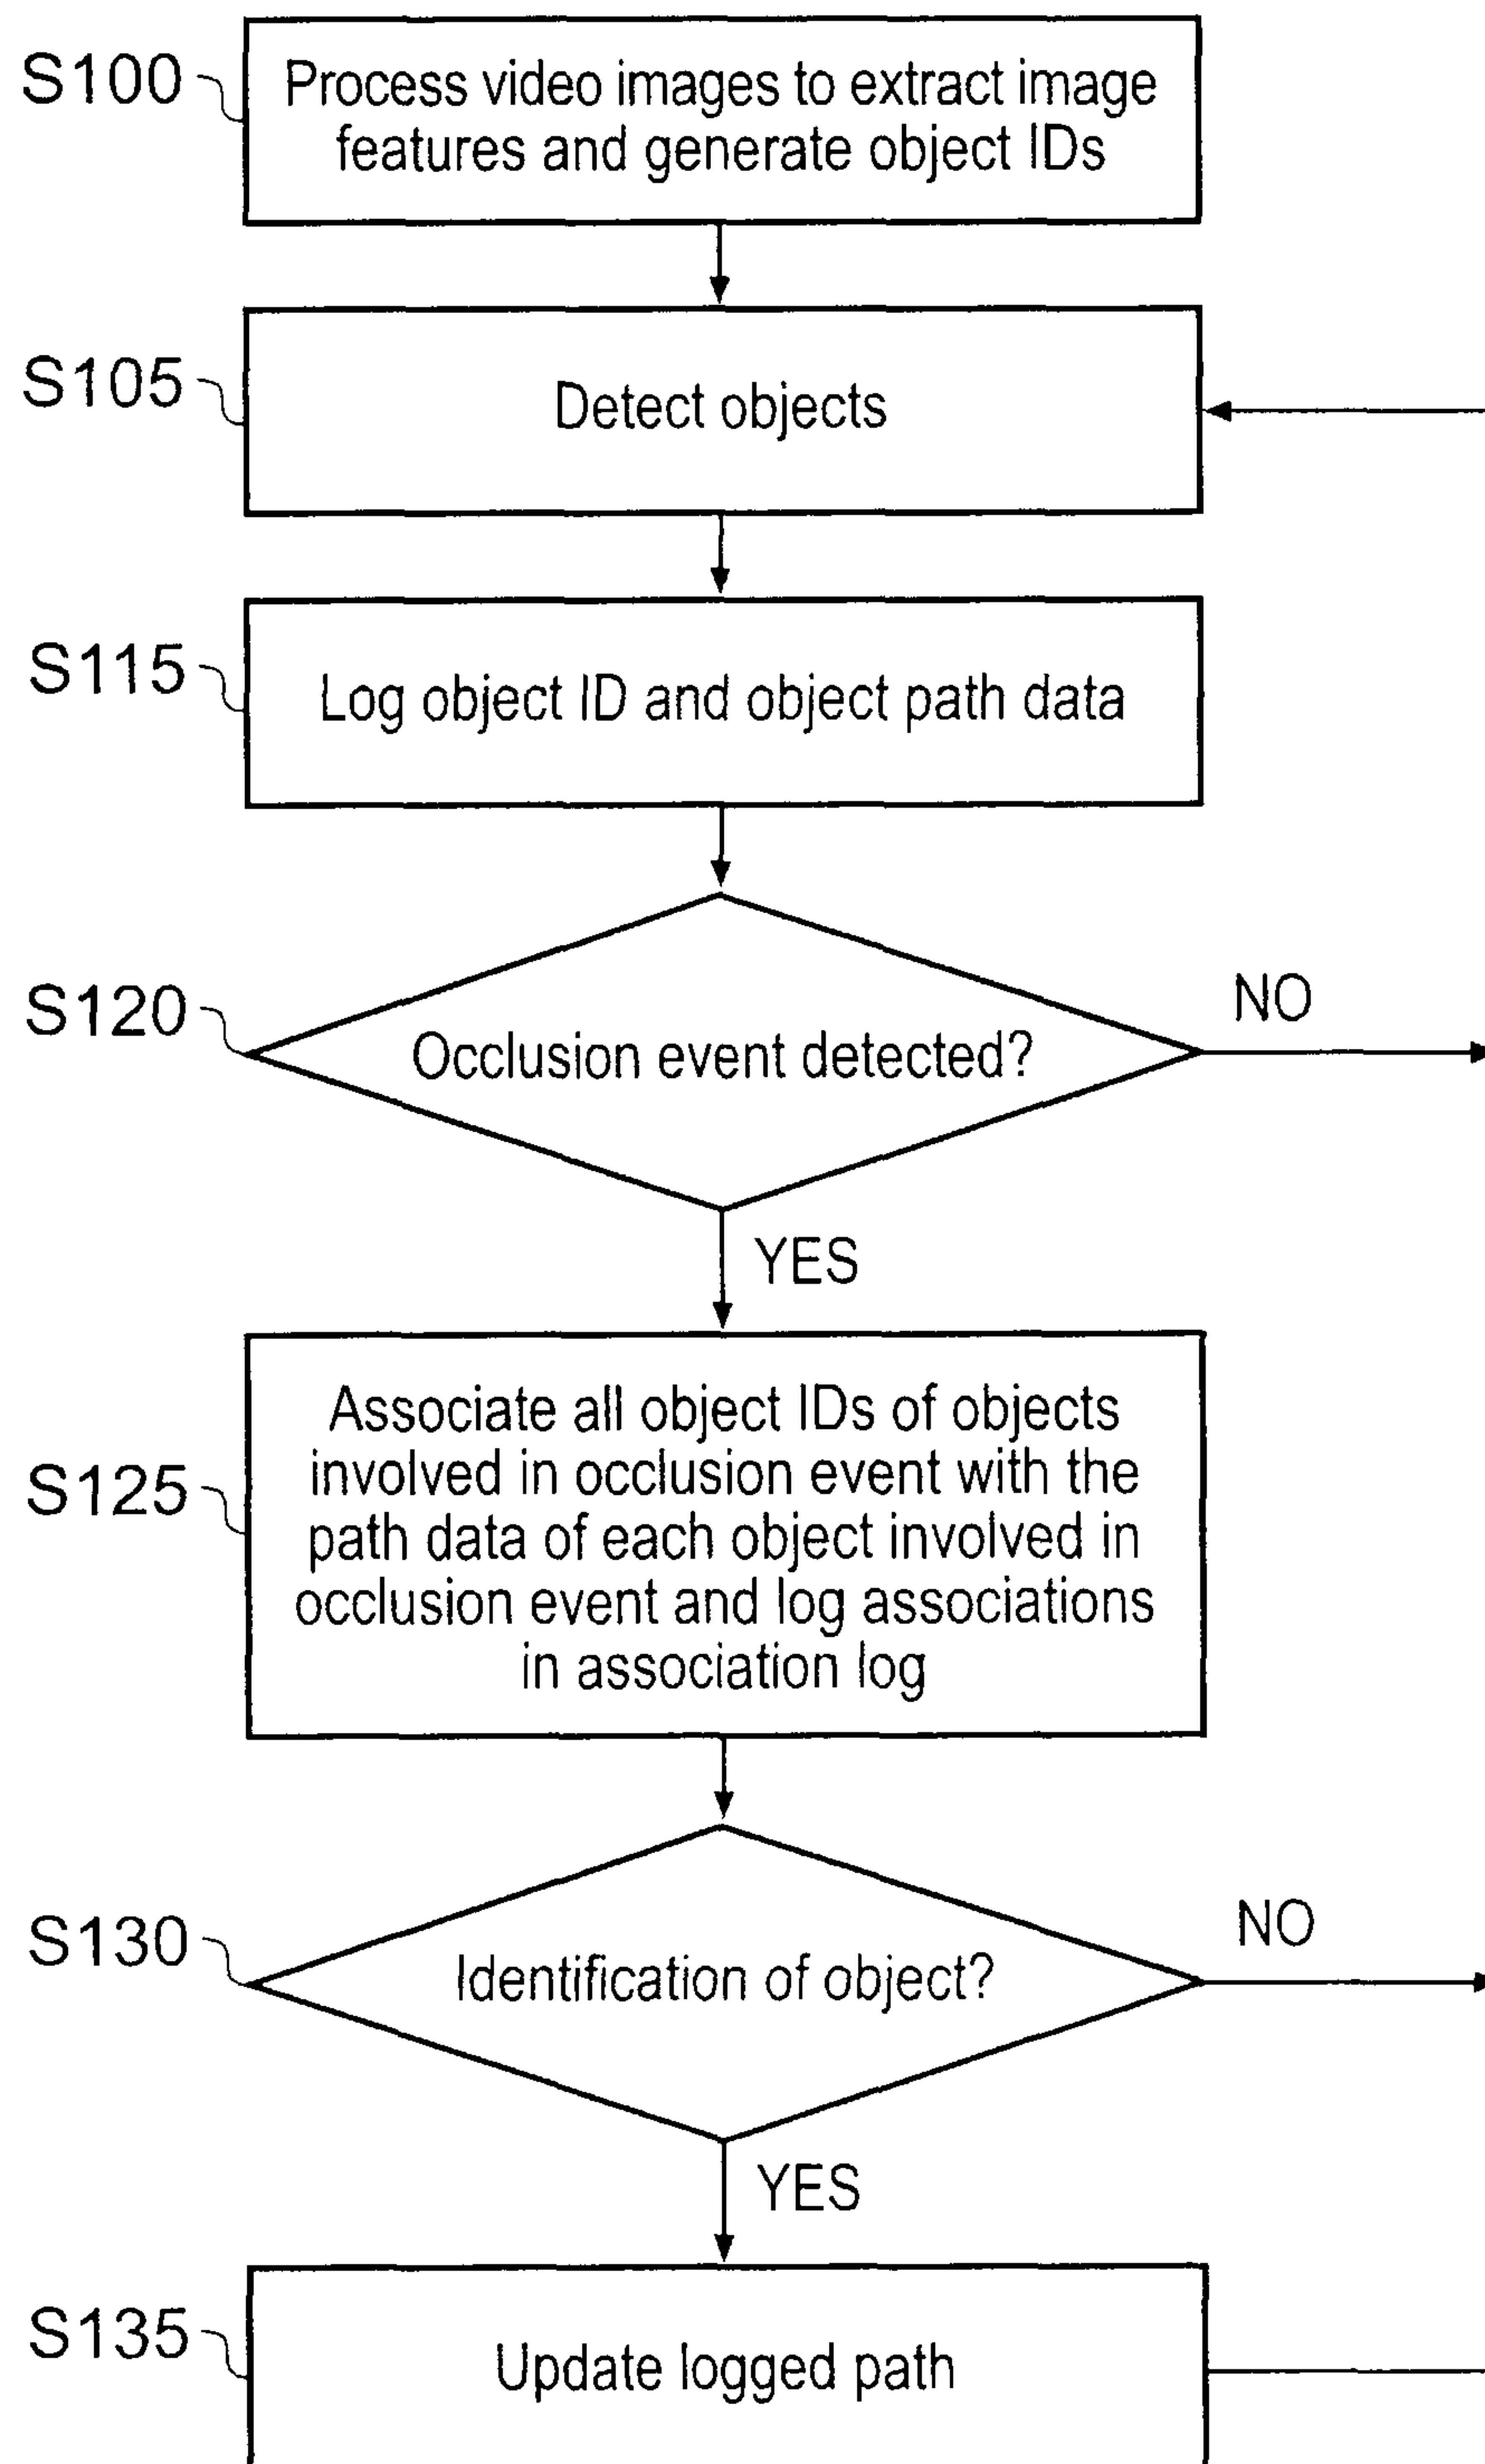 S100
Process video images to extract image
features and generate object IDs
S105
Detect objects
S115
Log object ID and object path data
S120
Occlusion event detected?
NO
YES
S125
Associate all object IDs of objects
involved in occlusion event with the
path data of each object involved in
occlusion event and log associations
in association log
S130
Identification of object?
NO
YES
S135
Update logged path